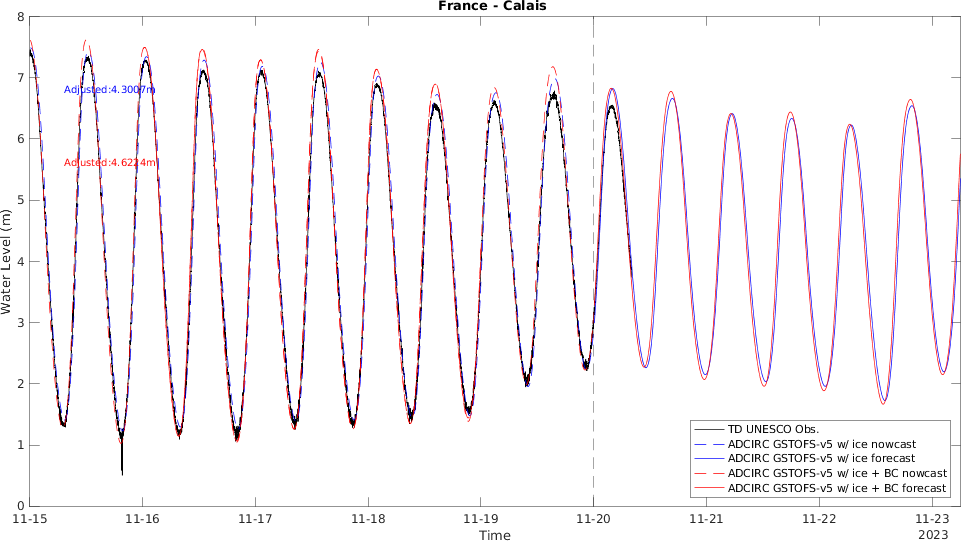 France - Calais
8
7
6
5
4
3
2
1
0
Water Level (m)
Adjusted:4.3007m
Adjusted:4.6224m
TD UNESCO Obs.
ADCIRC GSTOFS-v5 w/ ice nowcast
ADCIRC GSTOFS-v5 w/ ice forecast
ADCIRC GSTOFS-v5 w/ ice + BC nowcast
ADCIRC GSTOFS-v5 w/ ice + BC forecast
11-15 11-16 11-17 11-18 11-19 11-20 11-21 11-22 11-23
2023
Time